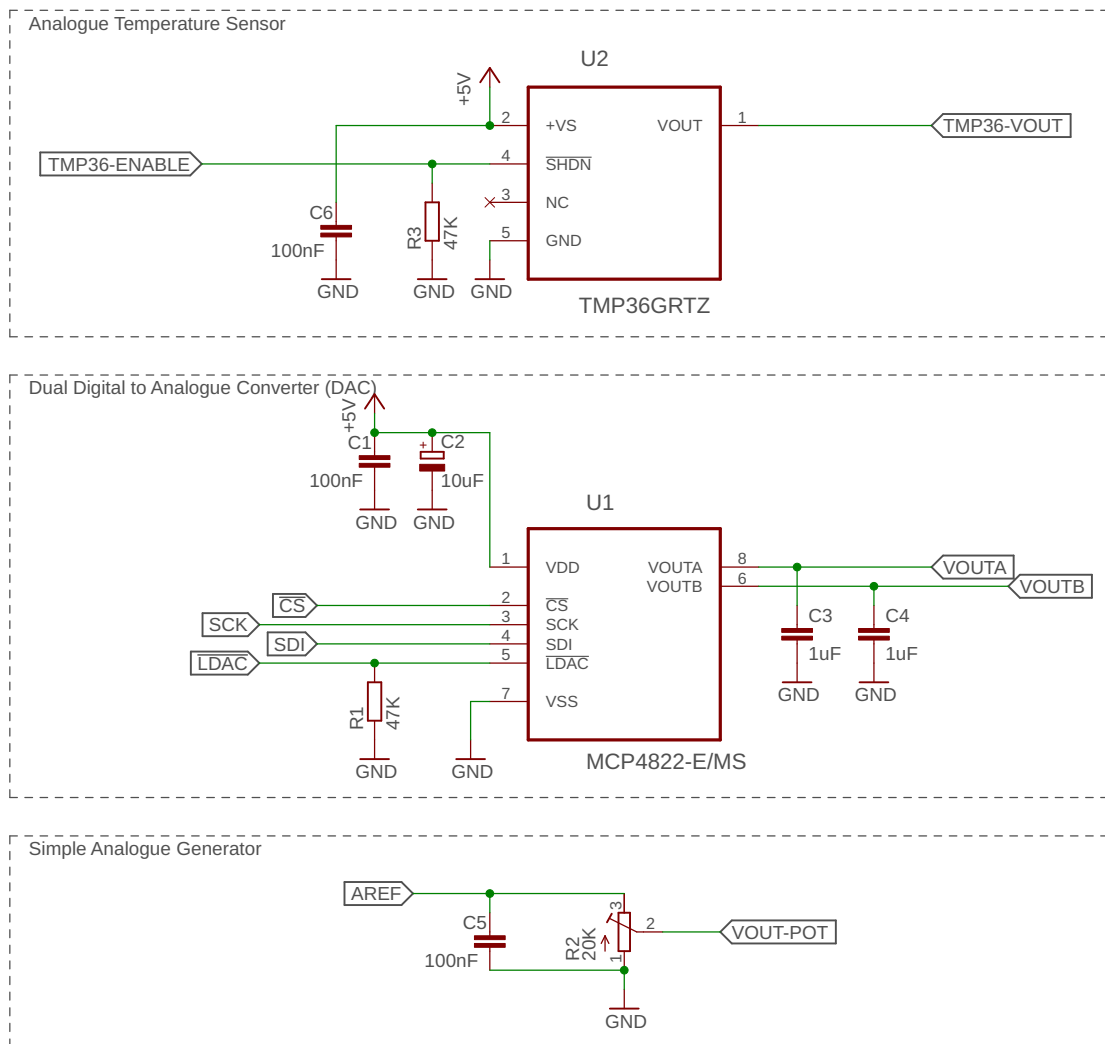 Analogue Temperature Sensor
U2
+5V
2
+VS
VOUT
1
TMP36-VOUT
TMP36-ENABLE
4
SHDN
3
NC
C6
100nF
R3
47K
5
GND
GND
GND
GND
TMP36GRTZ
Dual Digital to Analogue Converter (DAC)
+5V
C1
100nF
+
C2
10uF
GND
GND
U1
1
VDD
VOUTA
8
VOUTA
VOUTB
6
VOUTB
CS
2
CS
SCK
3
SCK
SDI
4
SDI
LDAC
5
LDAC
C3
1uF
C4
1uF
GND
GND
R1
47K
7
VSS
GND
GND
MCP4822-E/MS
Simple Analogue Generator
AREF
C5
100nF
R2
20K
3
2
1
VOUT-POT
GND